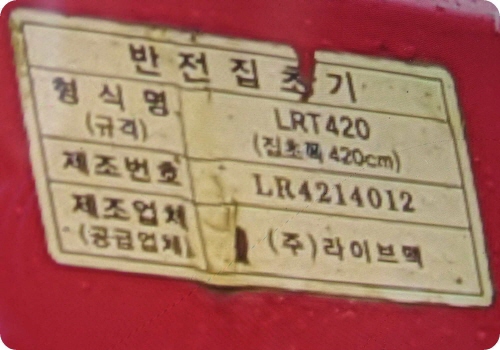 반전집초기
형식명 LRT420
(규격) (집초폭 420cm)
제조번호 LR4214012
제조업체
(공급업체) (주)라이브맥